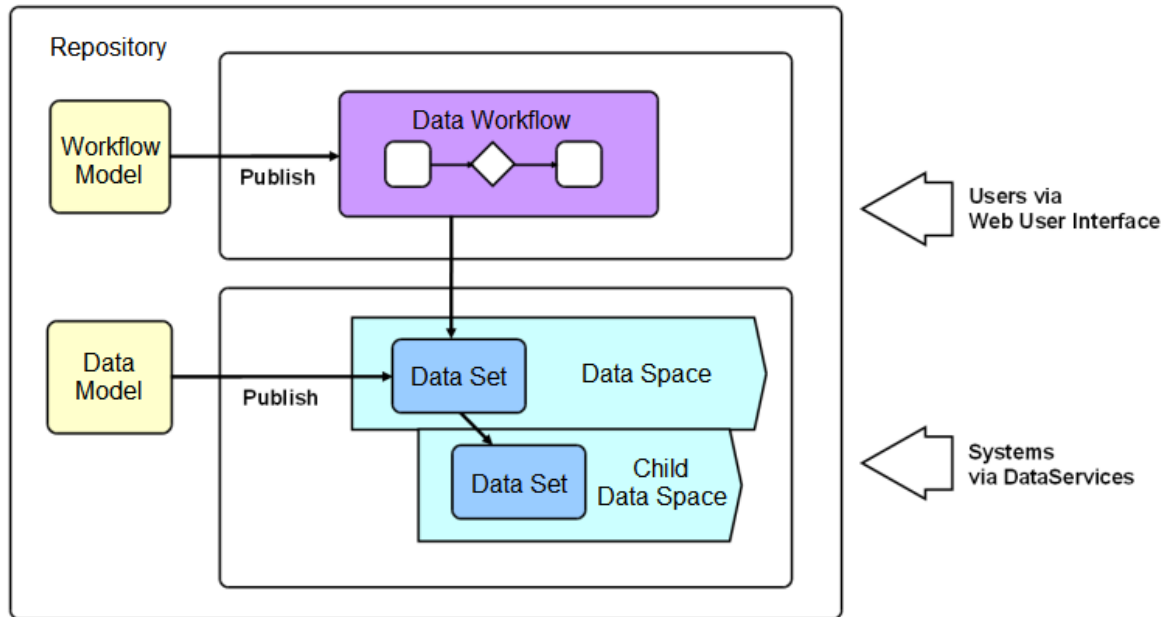 Repository
Data Workflow
Workflow
Model
Publish
Users via
Web User Interface
Data
Model
Publish
Data Set
Data Space
Data Set
Child
Data Space
Systems
via DataServices